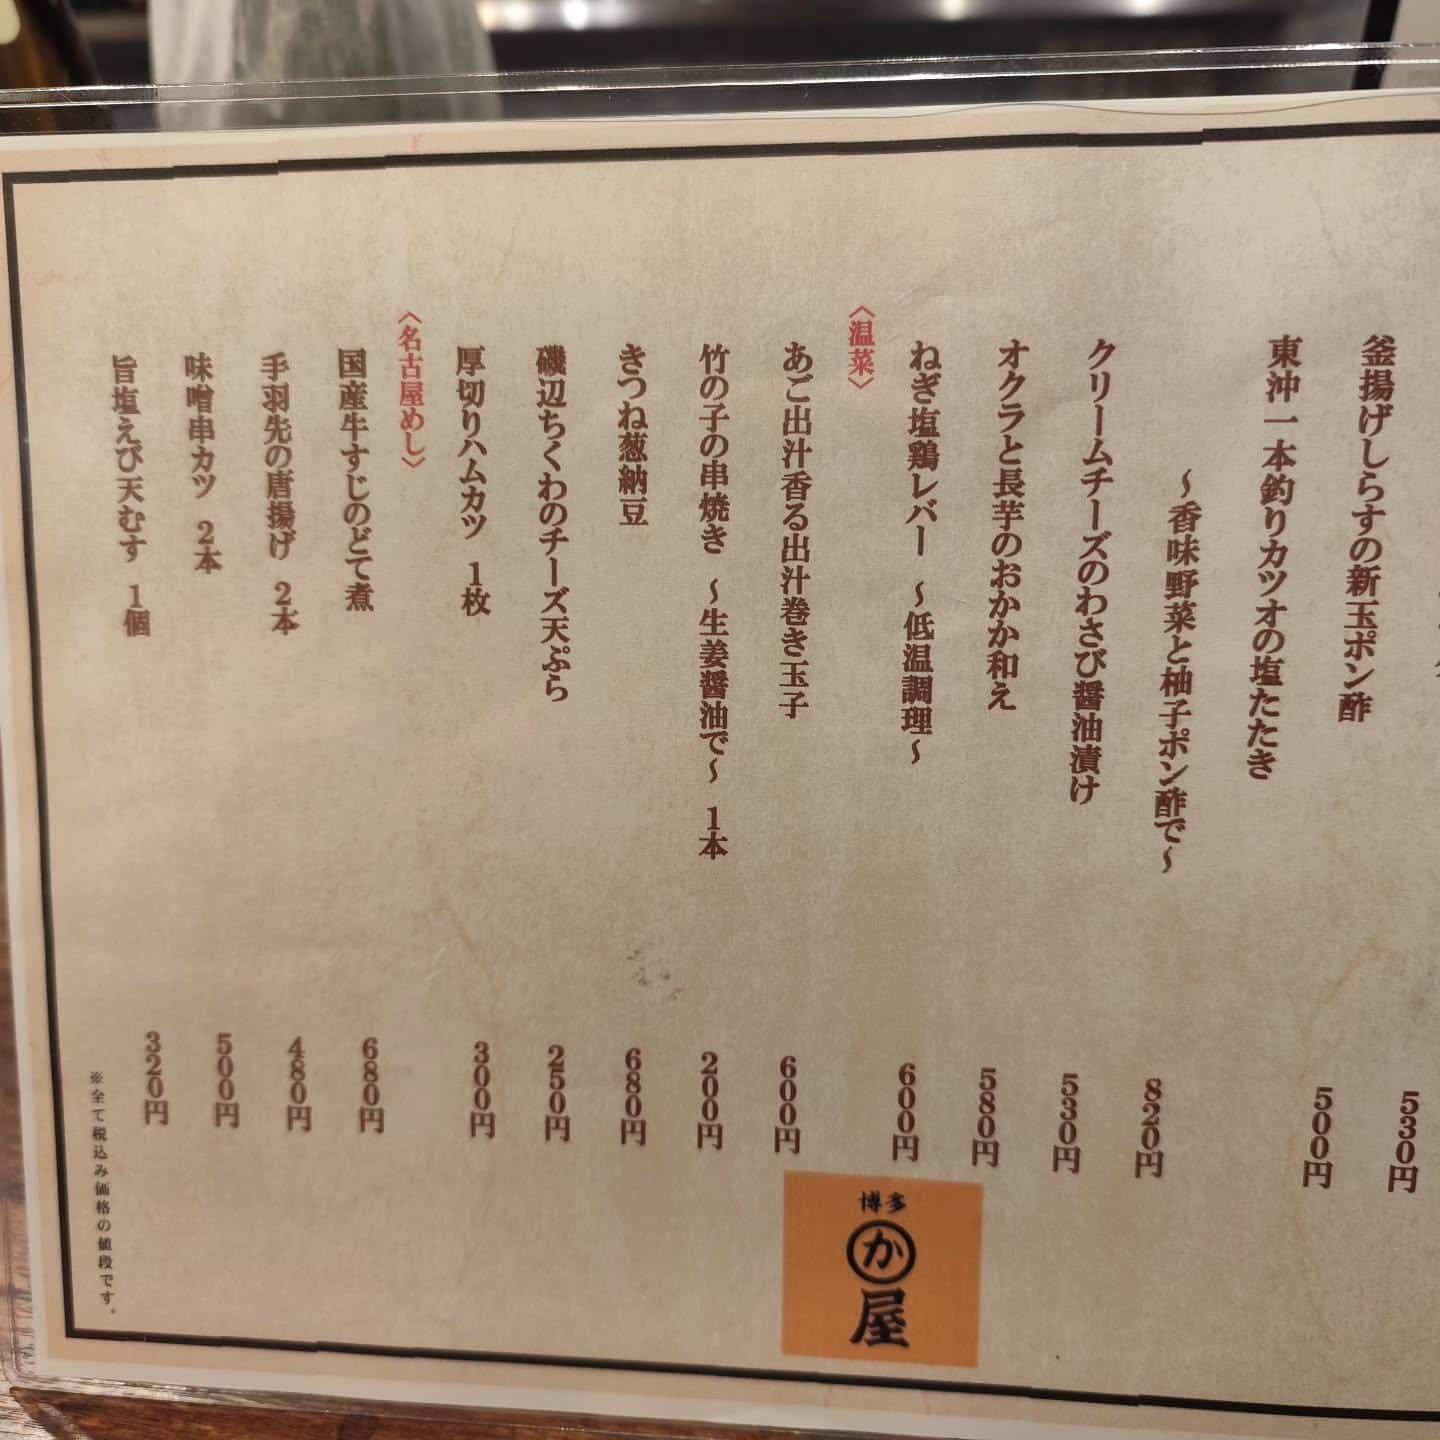 530円
釜揚げしらすの新玉ポン酢 500円
東沖一本釣りカツオの塩たたき
～香味野菜と柚子ポン酢で～ 820円
クリームチーズのわさび醤油漬け 530円
オクラと長芋のおかか和え 580円
ねぎ塩鶏レバー ～低温調理～ 600円
〈温菜〉
あご出汁香る出汁巻き玉子 600円
竹の子の串焼き ～生姜醤油で～ 1本 200円
きつね葱納豆 680円
磯辺ちくわのチーズ天ぷら 250円
厚切りハムカツ 1枚 300円
〈名古屋めし〉
国産牛すじのどて煮 680円
手羽先の唐揚げ 2本 480円
味噌串カツ 2本 500円
旨塩えび天むす 1個 320円
※全て税込み価格の値段です。
博多
か
屋